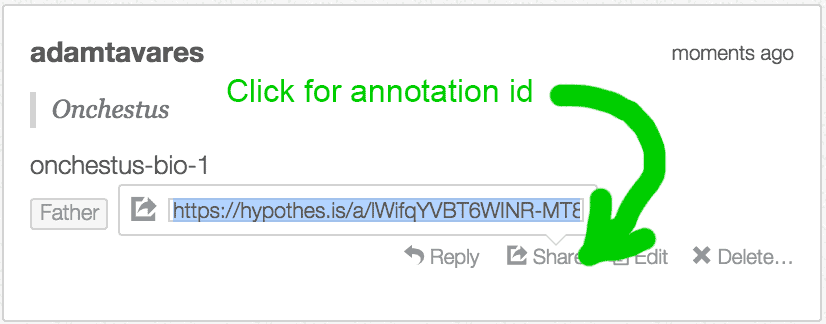 adamtavares
moments ago
Onchestus
Click for annotation id
onchestus-bio-1
Father
https://hypothes.is/a/lWifqYVBT6WlNR-MT8
Reply
Share
Edit
Delete...